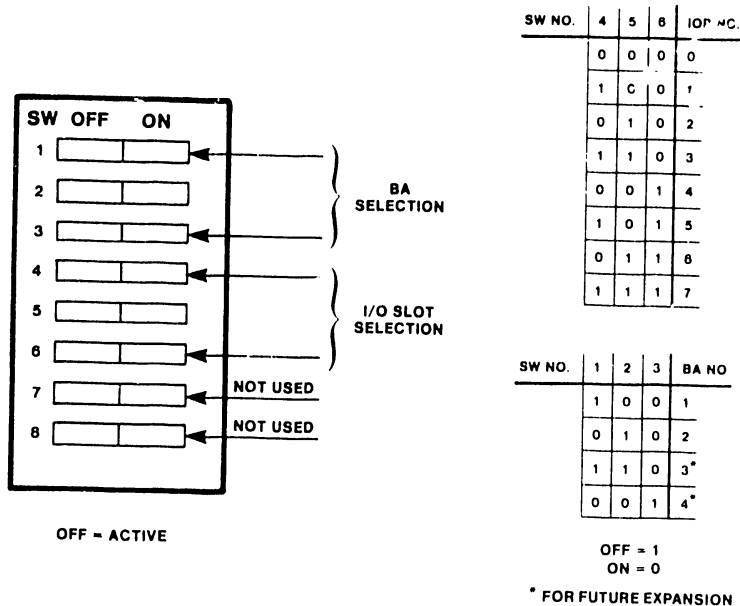 SW OFF ON
1
2
3
4
5
6
7
8
BA
SELECTION
I/O SLOT
SELECTION
NOT USED
NOT USED
OFF = ACTIVE
SW NO. 4 5 6
0 0 0 0
1 0 1
0 1 0 2
1 1 0 3
0 0 1 4
1 0 1 5
0 1 1 6
1 1 1 7
SW NO. 1 2 3 BA NO
1 0 0 1
0 1 0 2
1 1 0 3*
0 0 1 4*
OFF = 1
ON = 0
* FOR FUTURE EXPANSION